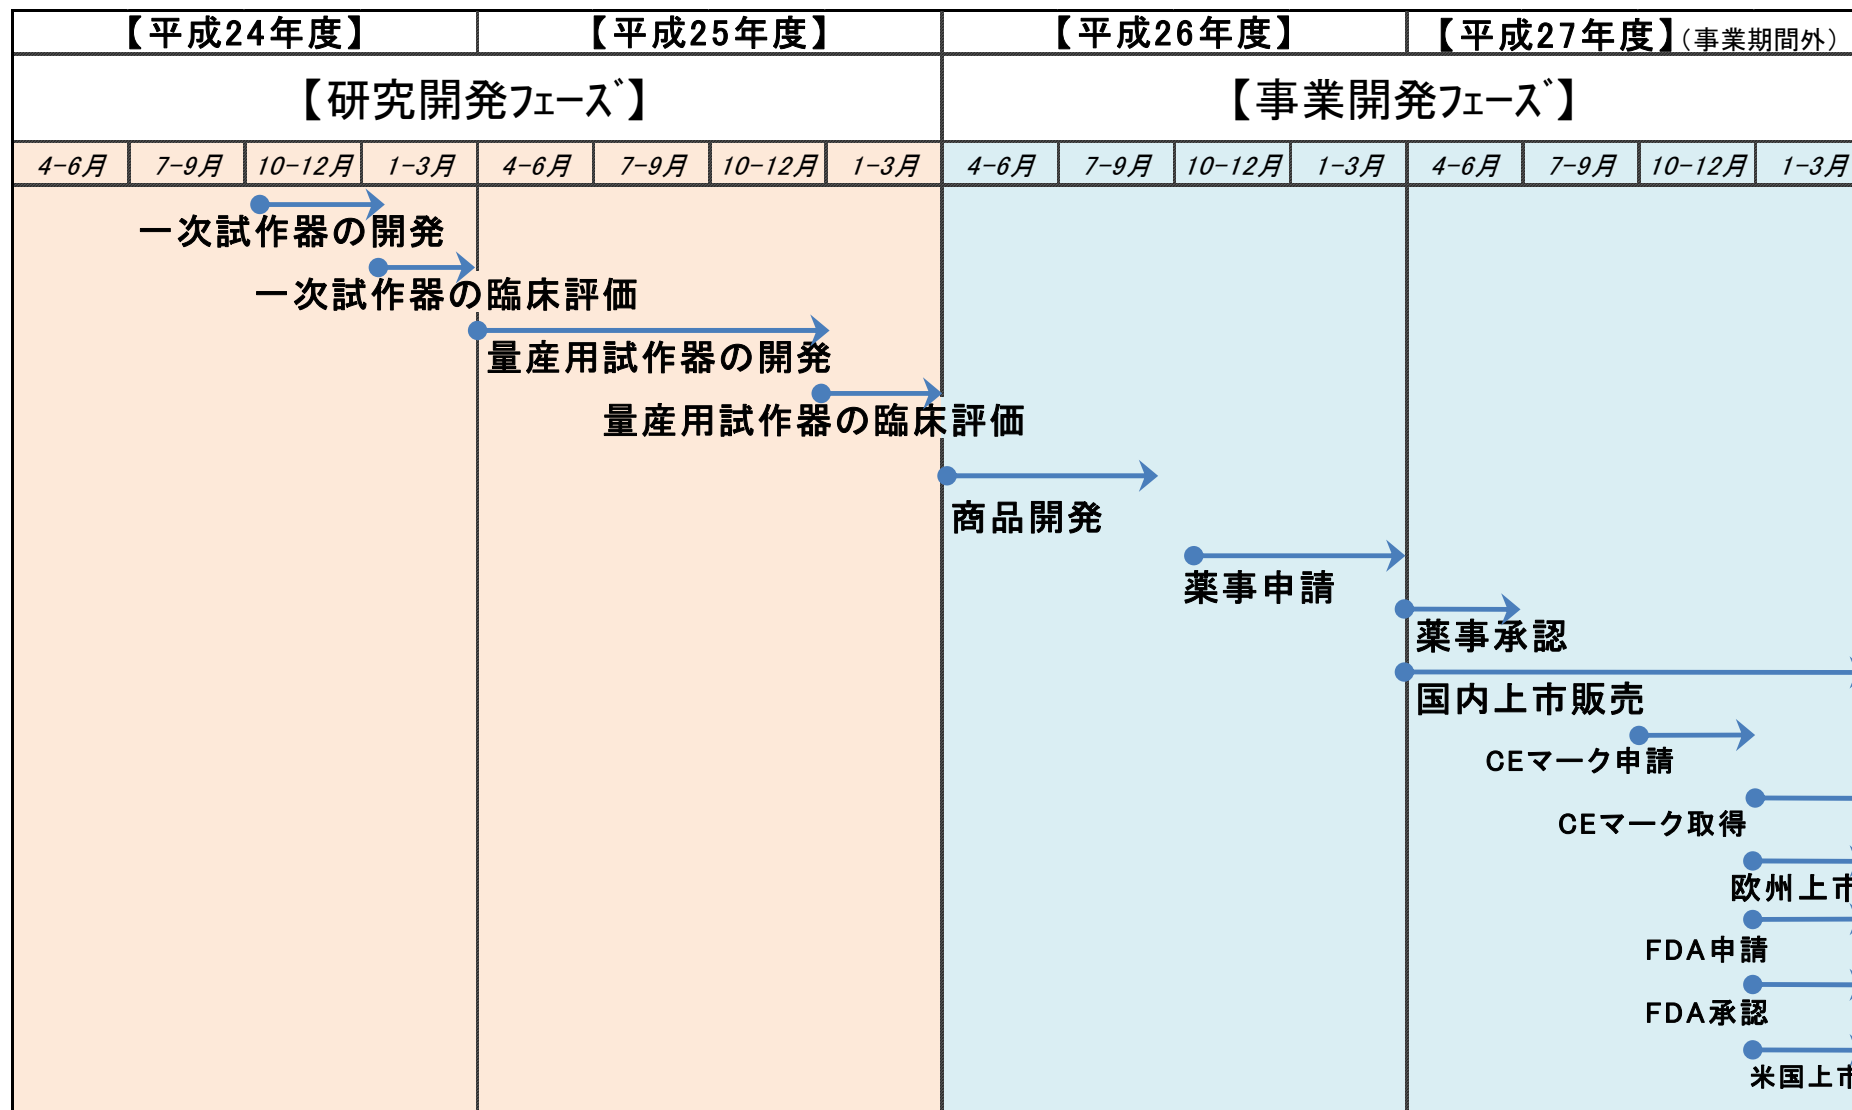 【平成24年度】 【平成25年度】 【平成26年度】 【平成27年度】(事業期間外)
【研究開発フェーズ】 【事業開発フェーズ】
4-6月 7-9月 10-12月 1-3月 4-6月 7-9月 10-12月 1-3月 4-6月 7-9月 10-12月 1-3月 4-6月 7-9月 10-12月 1-3月
一次試作器の開発
一次試作器の臨床評価
量産用試作器の開発
量産用試作器の臨床評価
商品開発
薬事申請
薬事承認
国内上市販売
CEマーク申請
CEマーク取得
欧州上市
FDA申請
FDA承認
米国上市